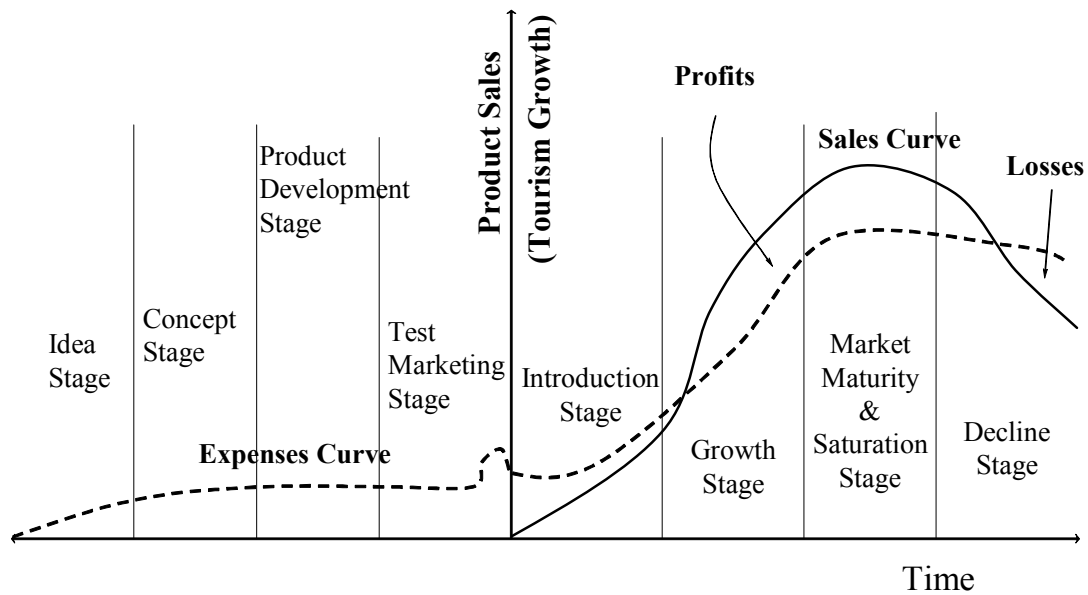 Product Sales
(Tourism Growth)
Profits
Sales Curve
Losses
Product
Development
Stage
Concept
Stage
Idea
Stage
Test
Marketing
Stage
Introduction
Stage
Market
Maturity
&
Saturation
Stage
Growth
Stage
Decline
Stage
Expenses Curve
Time